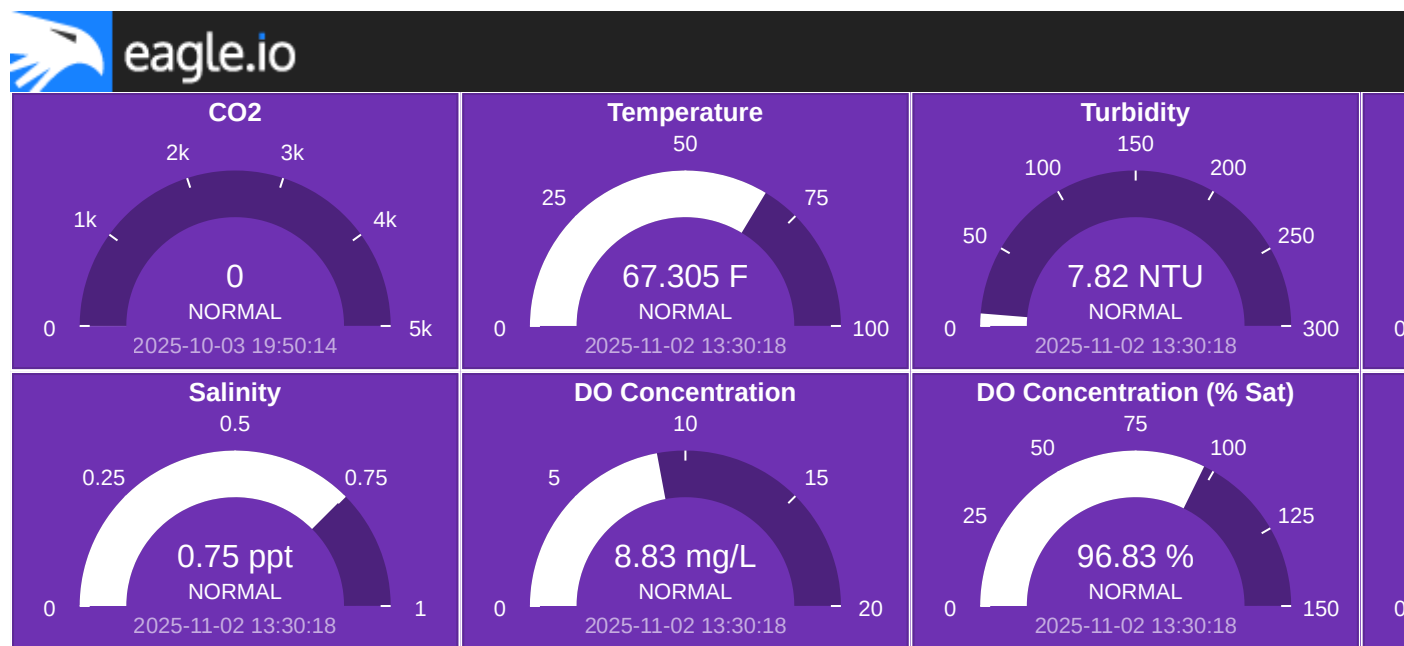 eagle.io
CO2
2k
3k
1k
4k
0
NORMAL
0
5k
2025-10-03 19:50:14
Temperature
50
25
75
67.305 F
NORMAL
0
100
2025-11-02 13:30:18
Turbidity
150
100
200
50
250
7.82 NTU
NORMAL
0
300
2025-11-02 13:30:18
0
Salinity
0.5
0.25
0.75
0.75 ppt
NORMAL
0
1
2025-11-02 13:30:18
DO Concentration
10
5
15
8.83 mg/L
NORMAL
0
20
2025-11-02 13:30:18
DO Concentration (% Sat)
75
50
100
25
125
96.83 %
NORMAL
0
150
2025-11-02 13:30:18
0